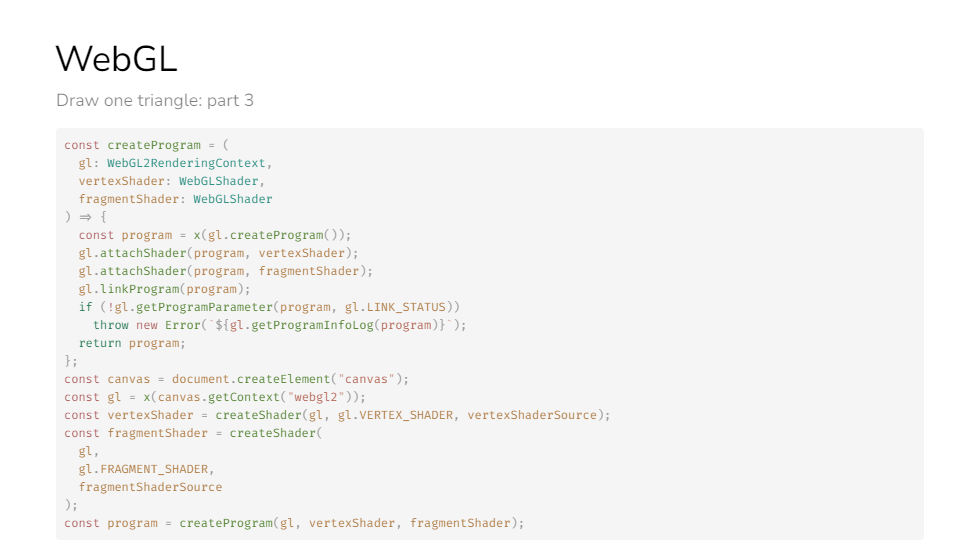 WebGL
Draw one triangle: part 3
const createProgram = (
  gl: WebGL2RenderingContext,
  vertexShader: WebGLShader,
  fragmentShader: WebGLShader
) => {
  const program = x(gl.createProgram());
  gl.attachShader(program, vertexShader);
  gl.attachShader(program, fragmentShader);
  gl.linkProgram(program);
  if (!gl.getProgramParameter(program, gl.LINK_STATUS))
    throw new Error(`${gl.getProgramInfoLog(program)}`);
  return program;
};
const canvas = document.createElement("canvas");
const gl = x(canvas.getContext("webgl2"));
const vertexShader = createShader(gl, gl.VERTEX_SHADER, vertexShaderSource);
const fragmentShader = createShader(
  gl,
  gl.FRAGMENT_SHADER,
  fragmentShaderSource
);
const program = createProgram(gl, vertexShader, fragmentShader);